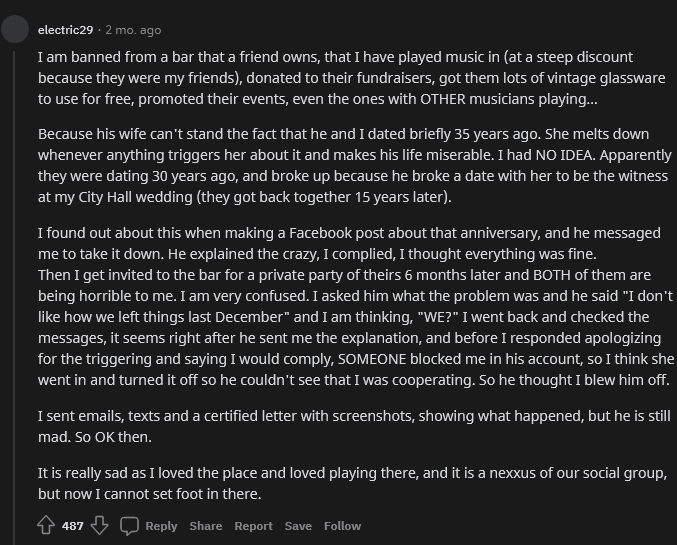 electric29 · 2 mo. ago
I am banned from a bar that a friend owns, that I have played music in (at a steep discount
because they were my friends), donated to their fundraisers, got them lots of vintage glassware
to use for free, promoted their events, even the ones with OTHER musicians playing...
Because his wife can't stand the fact that he and I dated briefly 35 years ago. She melts down
whenever anything triggers her about it and makes his life miserable. I had NO IDEA. Apparently
they were dating 30 years ago, and broke up because he broke a date with her to be the witness
at my City Hall wedding (they got back together 15 years later).
I found out about this when making a Facebook post about that anniversary, and he messaged
me to take it down. He explained the crazy, I complied, I thought everything was fine.
Then I get invited to the bar for a private party of theirs 6 months later and BOTH of them are
being horrible to me. I am very confused. I asked him what the problem was and he said "I don't
like how we left things last December" and I am thinking, "WE?" I went back and checked the
messages, it seems right after he sent me the explanation, and before I responded apologizing
for the triggering and saying I would comply, SOMEONE blocked me in his account, so I think she
went in and turned it off so he couldn't see that I was cooperating. So he thought I blew him off.
I sent emails, texts and a certified letter with screenshots, showing what happened, but he is still
mad. So OK then.
It is really sad as I loved the place and loved playing there, and it is a nexxus of our social group,
but now I cannot set foot in there.
487 Reply Share Report Save Follow